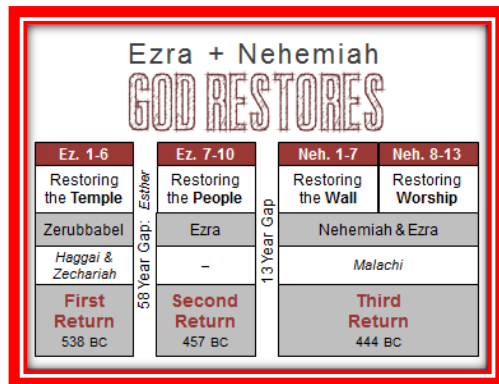 Ezra + Nehemiah
GOD RESTORES
Ez. 1-6
Restoring
the Temple
Zerubbabel
Haggai &
Zechariah
First
Return
538 BC
58 Year Gap: Esther
Ez. 7-10
Restoring
the People
Ezra
–
Second
Return
457 BC
13 Year Gap
Neh. 1-7
Neh. 8-13
Restoring
the Wall
Restoring
Worship
Nehemiah & Ezra
Malachi
Third
Return
444 BC